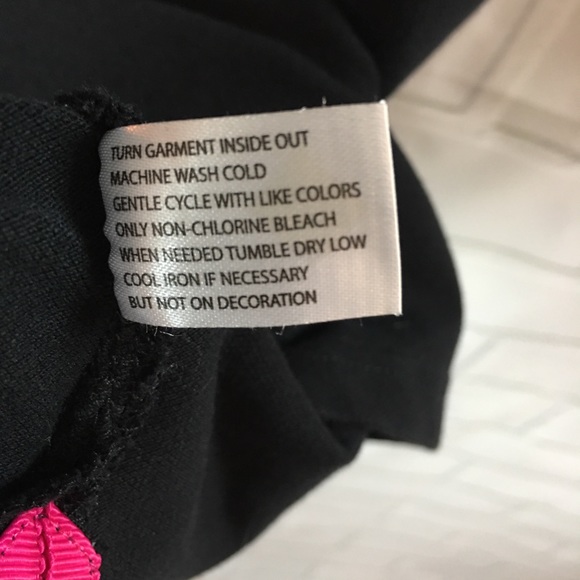 TURN GARMENT INSIDE OUT
MACHINE WASH COLD
GENTLE CYCLE WITH LIKE COLORS
ONLY NON-CHLORINE BLEACH
WHEN NEEDED TUMBLE DRY LOW
COOL IRON IF NECESSARY
BUT NOT ON DECORATION